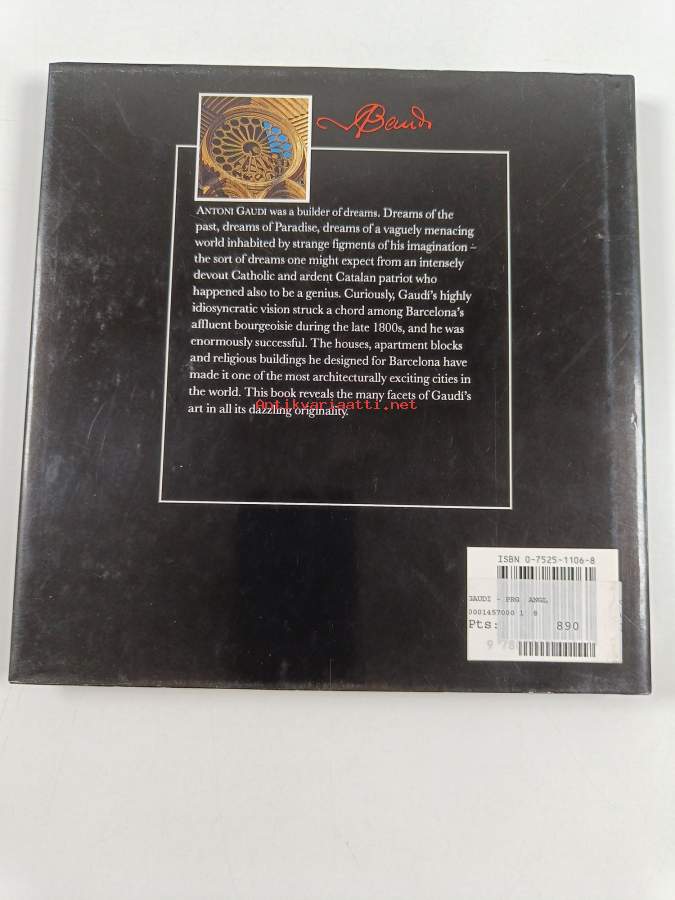 Gaudi
ANTONI GAUDI was a builder of dreams. Dreams of the
past, dreams of Paradise, dreams of a vaguely menacing
world inhabited by strange figments of his imagination –
the sort of dreams one might expect from an intensely
devout Catholic and ardent Catalan patriot who
happened also to be a genius. Curiously, Gaudí's highly
idiosyncratic vision struck a chord among Barcelona's
affluent bourgeoisie during the late 1800s, and he was
enormously successful. The houses, apartment blocks
and religious buildings he designed for Barcelona have
made it one of the most architecturally exciting cities in
the world. This book reveals the many facets of Gaudí's
art in all its dazzling originality.
Antikvariaatti.net
ISBN 0-7525-1106-8
GAUDI - PRG ANGL
0001457000 1 8
Pts: 890
9 78